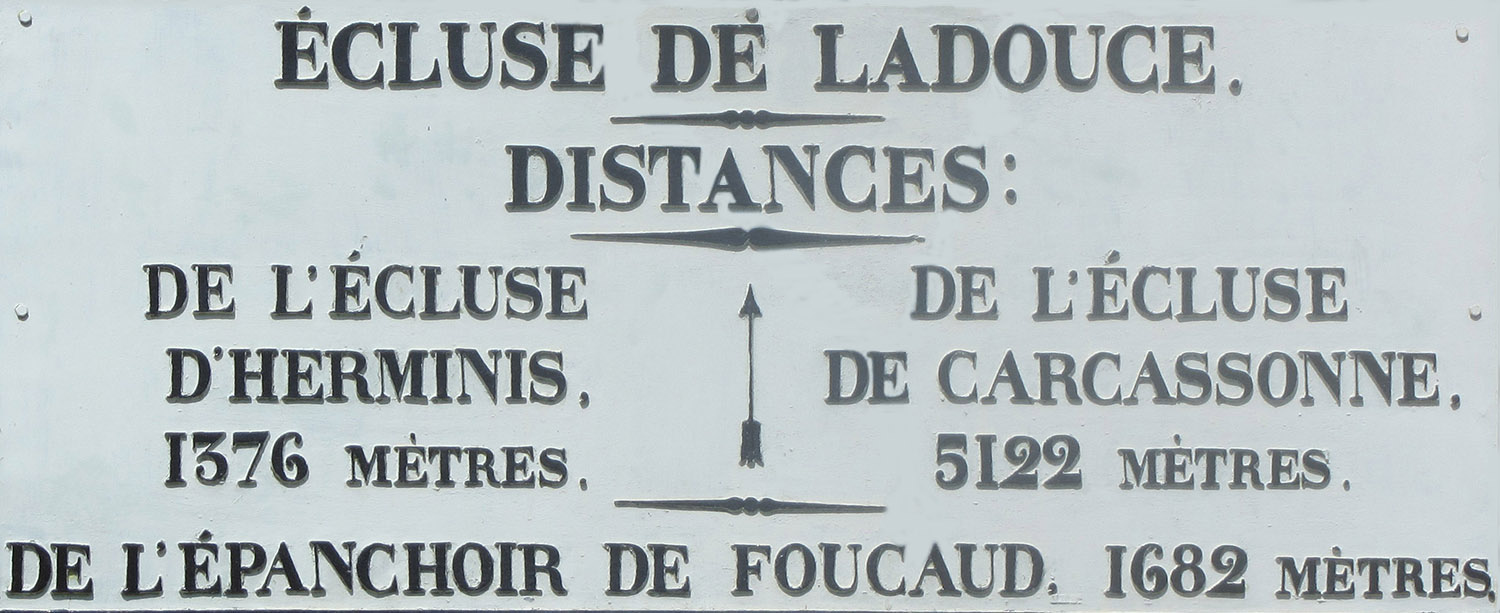 ÉCLUSE DÉ LADOUCE.
DISTANCES:
DE L'ÉCLUSE
D'HERMINIS,
1376 MÈTRES.
DE L'ÉCLUSE
DE CARCASSONNE,
5122 MÈTRES.
DE L'ÉPANCHOIR DE FOUCAUD. 1682 MÈTRES.